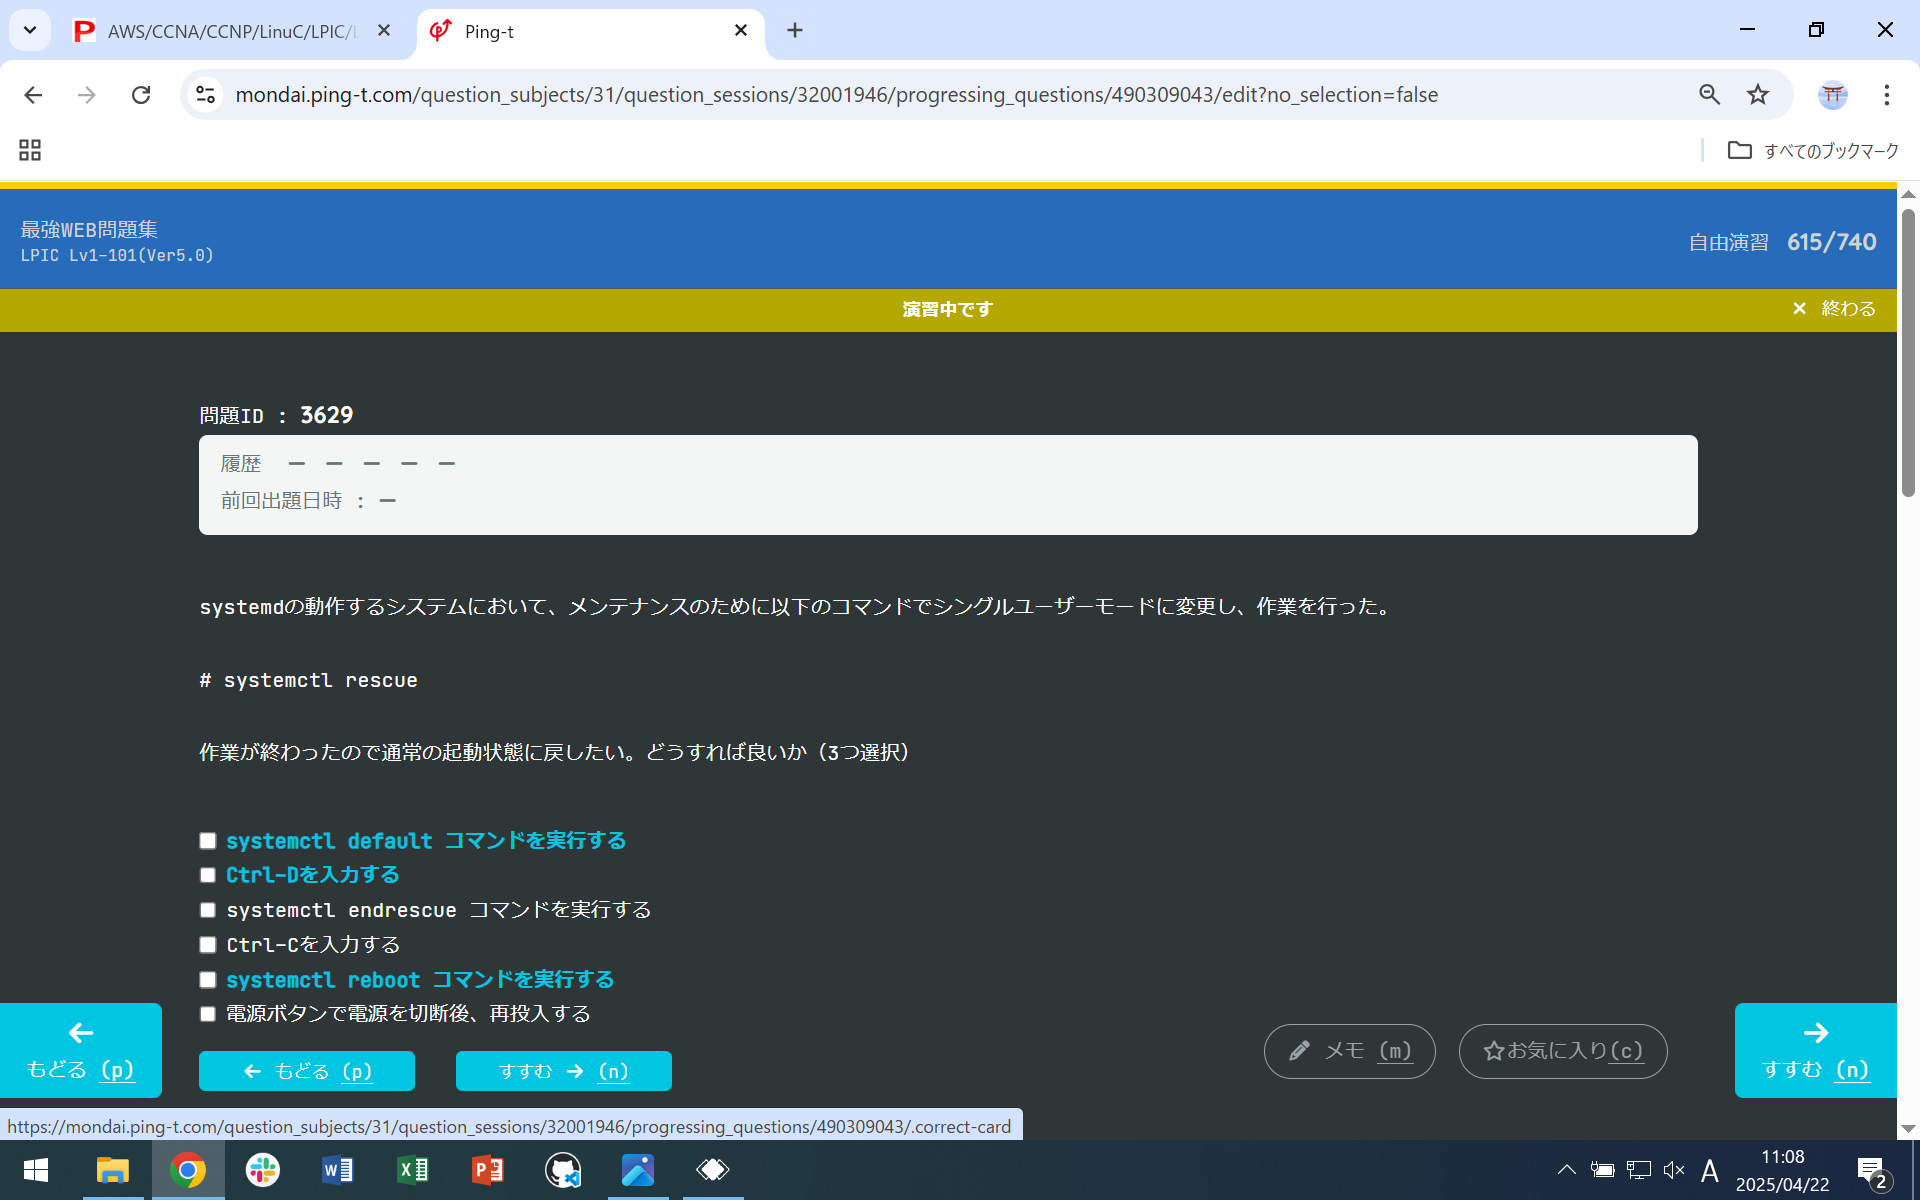 AWS/CCNA/CCNP/LinuC/LPIC/
Ping-t
mondai.ping-t.com/question_subjects/31/question_sessions/32001946/progressing_questions/490309043/edit?no_selection=false
すべてのブックマーク
最強WEB問題集
LPIC Lv1-101(Ver5.0)
自由演習 615/740
演習中です
× 終わる
問題ID : 3629
履歴 ー ー ー ー ー
前回出題日時 : ー
systemdの動作するシステムにおいて、メンテナンスのために以下のコマンドでシングルユーザーモードに変更し、作業を行った。
# systemctl rescue
作業が終わったので通常の起動状態に戻したい。どうすれば良いか（3つ選択）
systemctl default コマンドを実行する
Ctrl-Dを入力する
systemctl endrescue コマンドを実行する
Ctrl-Cを入力する
systemctl reboot コマンドを実行する
電源ボタンで電源を切断後、再投入する
← もどる (p)
すすむ → (n)
メモ (m)
☆お気に入り(c)
←
もどる (p)
→
すすむ (n)
https://mondai.ping-t.com/question_subjects/31/question_sessions/32001946/progressing_questions/490309043/.correct-card
A
11:08
2025/04/22
2